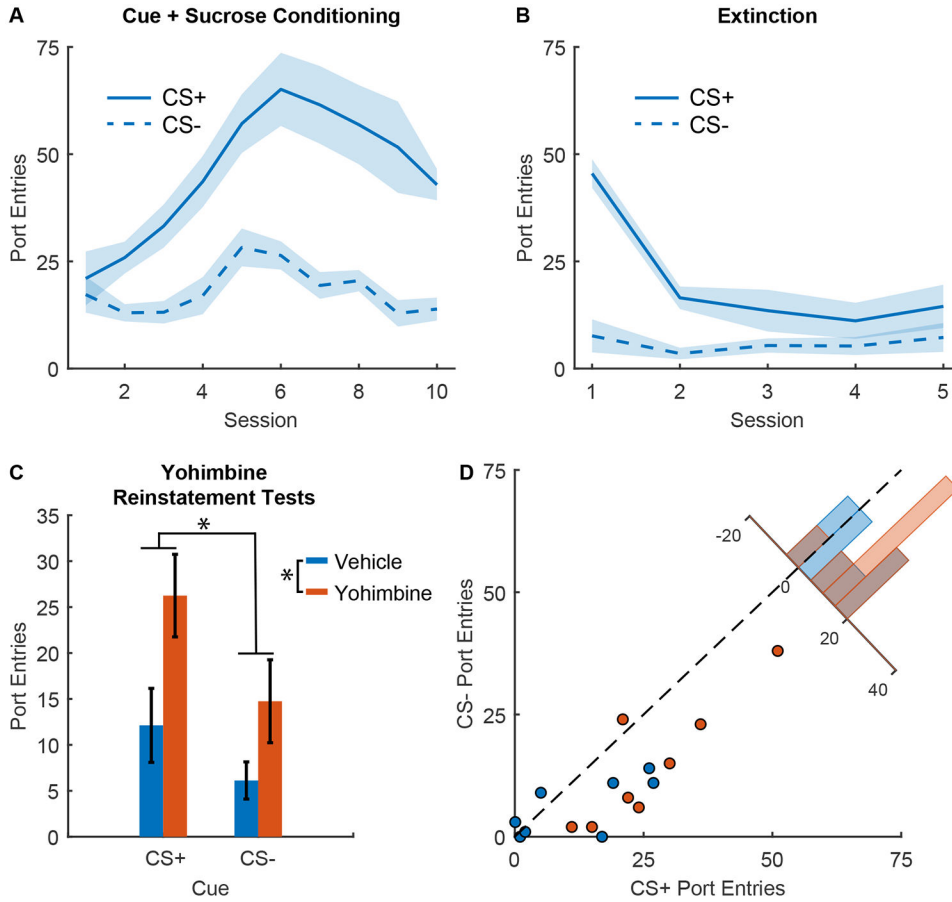 A
Cue + Sucrose Conditioning
75
50
25
0
Port Entries
CS+
CS-
2
4
6
8
10
Session
B
Extinction
75
50
25
0
Port Entries
CS+
CS-
1
2
3
4
5
Session
C
Yohimbine
Reinstatement Tests
35
30
25
20
15
10
5
0
Port Entries
*
* Vehicle
Yohimbine
CS+
CS-
Cue
D
75
50
25
0
CS- Port Entries
-20
0
20
40
0
25
50
75
CS+ Port Entries